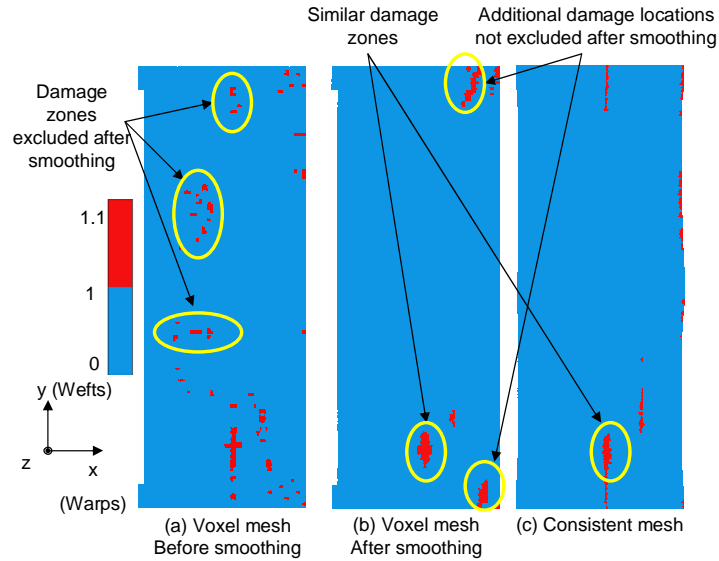 Similar damage
zones
Additional damage locations
not excluded after smoothing
Damage
zones
excluded after
smoothing
1.1
1
0
y (Wefts)
z
x
(Warps)
(a) Voxel mesh
Before smoothing
(b) Voxel mesh
After smoothing
(c) Consistent mesh